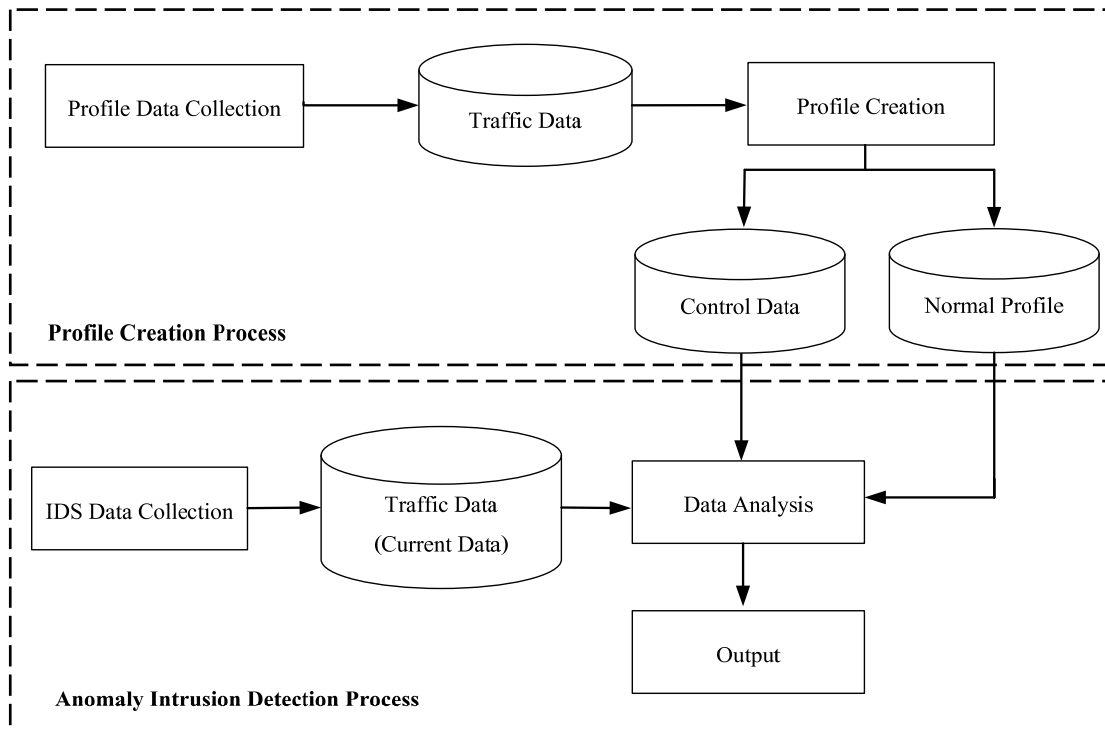 Profile Data Collection
Traffic Data
Profile Creation
Control Data
Normal Profile
Profile Creation Process
IDS Data Collection
Traffic Data
(Current Data)
Data Analysis
Output
Anomaly Intrusion Detection Process